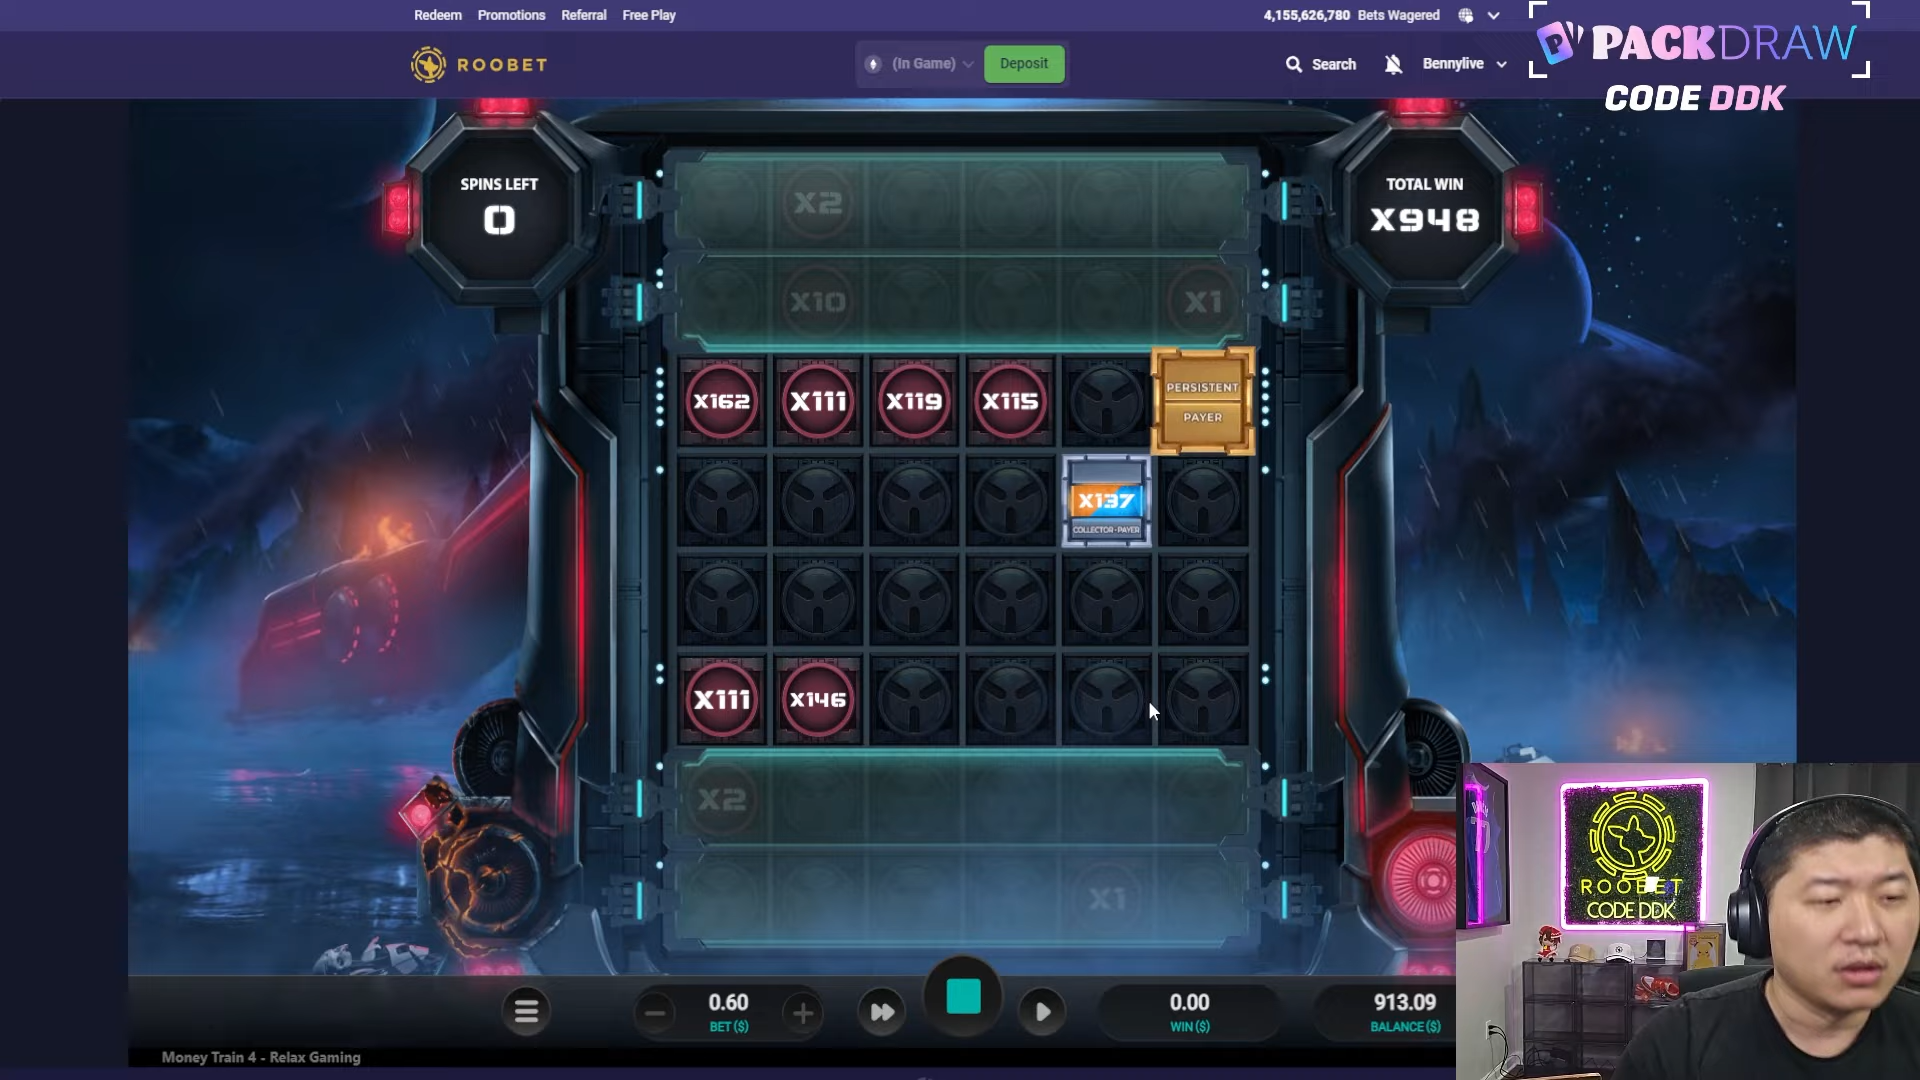 Redeem Promotions Referral Free Play
4,155,626,780 Bets Wagered
ROOBET
(In Game)
Deposit
Search
Bennylive
PACKDRAW
CODE DDK
SPINS LEFT
0
TOTAL WIN
X948
X2
X10
X1
X162
X111
X119
X115
PERSISTENT
PAYER
X137
COLLECTOR-PAYER
X111
X146
X2
X1
0.60
BET($)
0.00
WIN($)
913.09
BALANCE($)
Money Train 4 - Relax Gaming
ROOBET
CODE DDK